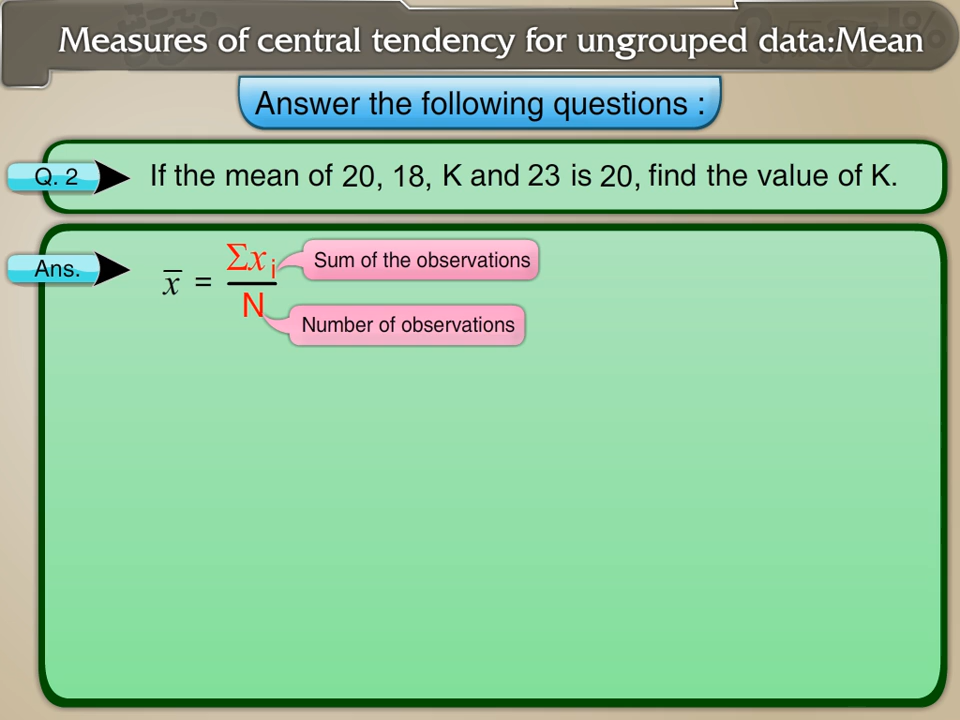 Measures of central tendency for ungrouped data:Mean
Answer the following questions :
Q. 2 If the mean of 20, 18, K and 23 is 20, find the value of K.
Ans. x̅ = Σxᵢ / N
Sum of the observations
Number of observations